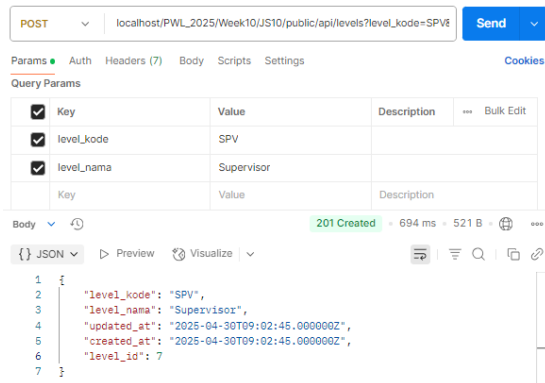 POST localhost/PWL_2025/Week10/JS10/public/api/levels?level_kode=SPV& Send
Params Auth Headers (7) Body Scripts Settings Cookies
Query Params
Key Value Description ••• Bulk Edit
level_kode SPV
level_nama Supervisor
Key Value Description
Body 201 Created • 694 ms • 521 B •
{} JSON Preview Visualize
1 {
2 "level_kode": "SPV",
3 "level_nama": "Supervisor",
4 "updated_at": "2025-04-30T09:02:45.000000Z",
5 "created_at": "2025-04-30T09:02:45.000000Z",
6 "level_id": 7
7 }